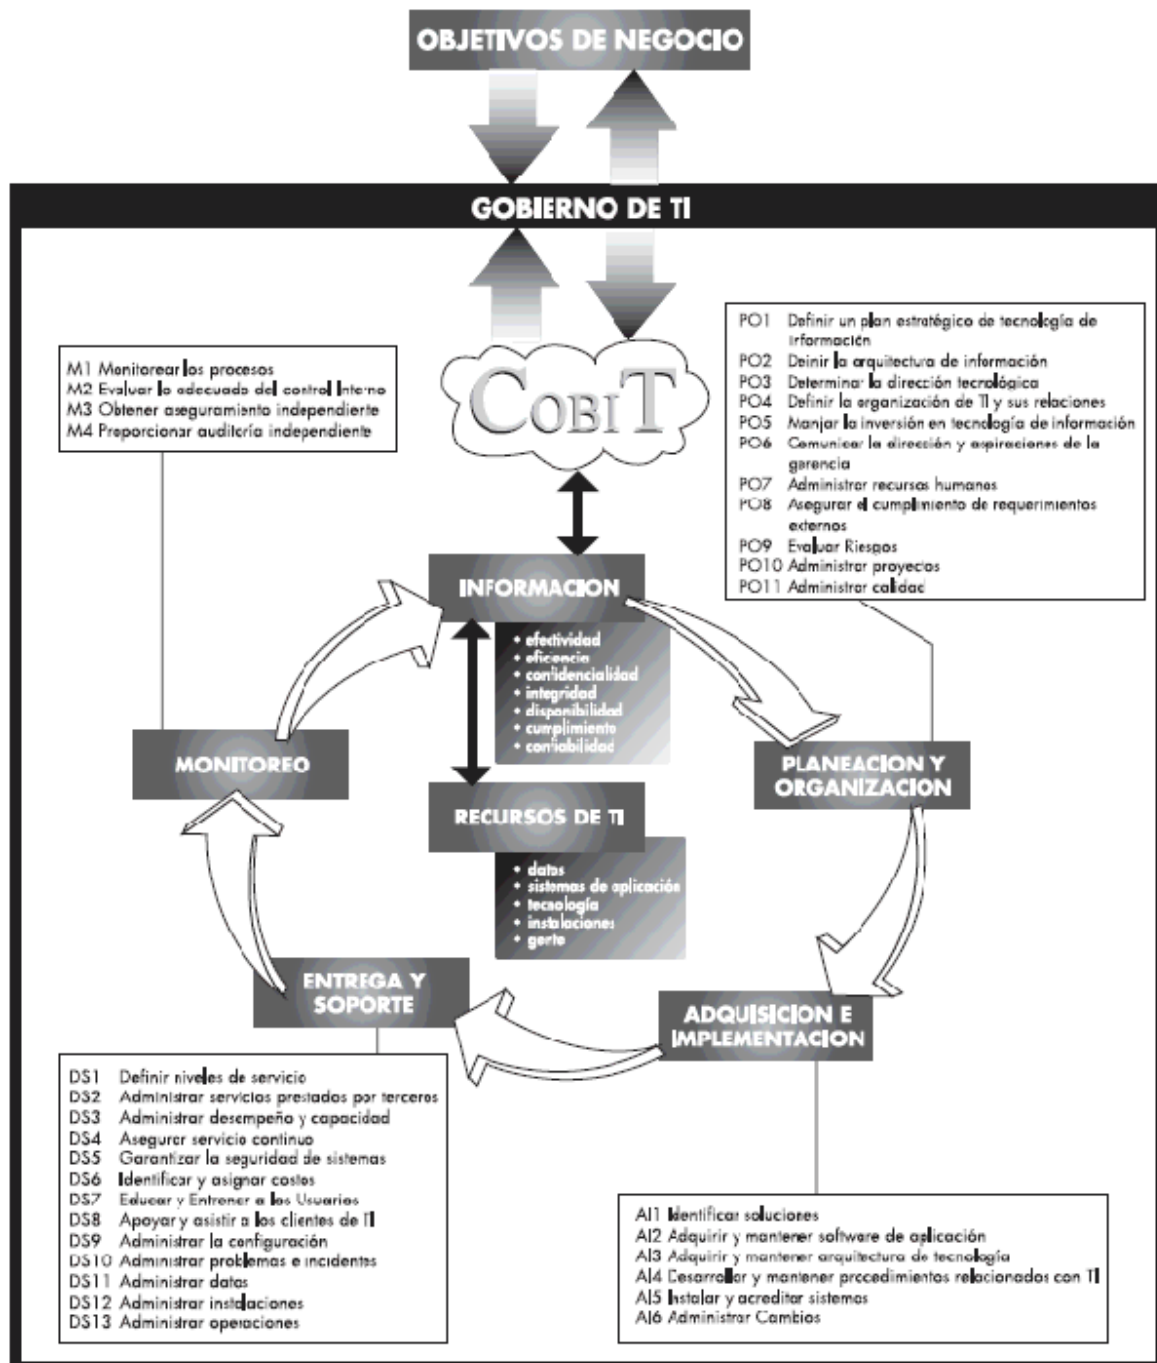 OBJETIVOS DE NEGOCIO
GOBIERNO DE TI
COBIT
M1 Monitorear los procesos
M2 Evaluar lo adecuado del control Interno
M3 Obtener aseguramiento independiente
M4 Proporcionar auditoría independiente
PO1 Definir un plan estratégico de tecnología de
información
PO2 Deinir la arquitectura de información
PO3 Determinar la dirección tecnológica
PO4 Definir la organización de TI y sus relaciones
PO5 Manjar la inversión en tecnología de información
PO6 Comunicar la dirección y aspiraciones de la
gerencia
PO7 Administrar recursos humanos
PO8 Asegurar el cumplimiento de requerimientos
externos
PO9 Evaluar Riesgos
PO10 Administrar proyectos
PO11 Administrar calidad
INFORMACION
• efectividad
• eficiencia
• confidencialidad
• integridad
• disponibilidad
• cumplimiento
• confiabilidad
MONITOREO
PLANEACION Y
ORGANIZACION
RECURSOS DE TI
• datos
• sistemas de aplicación
• tecnología
• instalaciones
• gente
ENTREGA Y
SOPORTE
ADQUISICION E
IMPLEMENTACION
DS1 Definir niveles de servicio
DS2 Administrar servicios prestados por terceros
DS3 Administrar desempeño y capacidad
DS4 Asegurar servicio continuo
DS5 Garantizar la seguridad de sistemas
DS6 Identificar y asignar costos
DS7 Educar y Entrenar a los Usuarios
DS8 Apoyar y asistir a los clientes de TI
DS9 Administrar la configuración
DS10 Administrar problemas e incidentes
DS11 Administrar datos
DS12 Administrar instalaciones
DS13 Administrar operaciones
AI1 Identificar soluciones
AI2 Adquirir y mantener software de aplicación
AI3 Adquirir y mantener arquitectura de tecnología
AI4 Desarrollar y mantener procedimientos relacionados con TI
AI5 Instalar y acreditar sistemas
AI6 Administrar Cambios